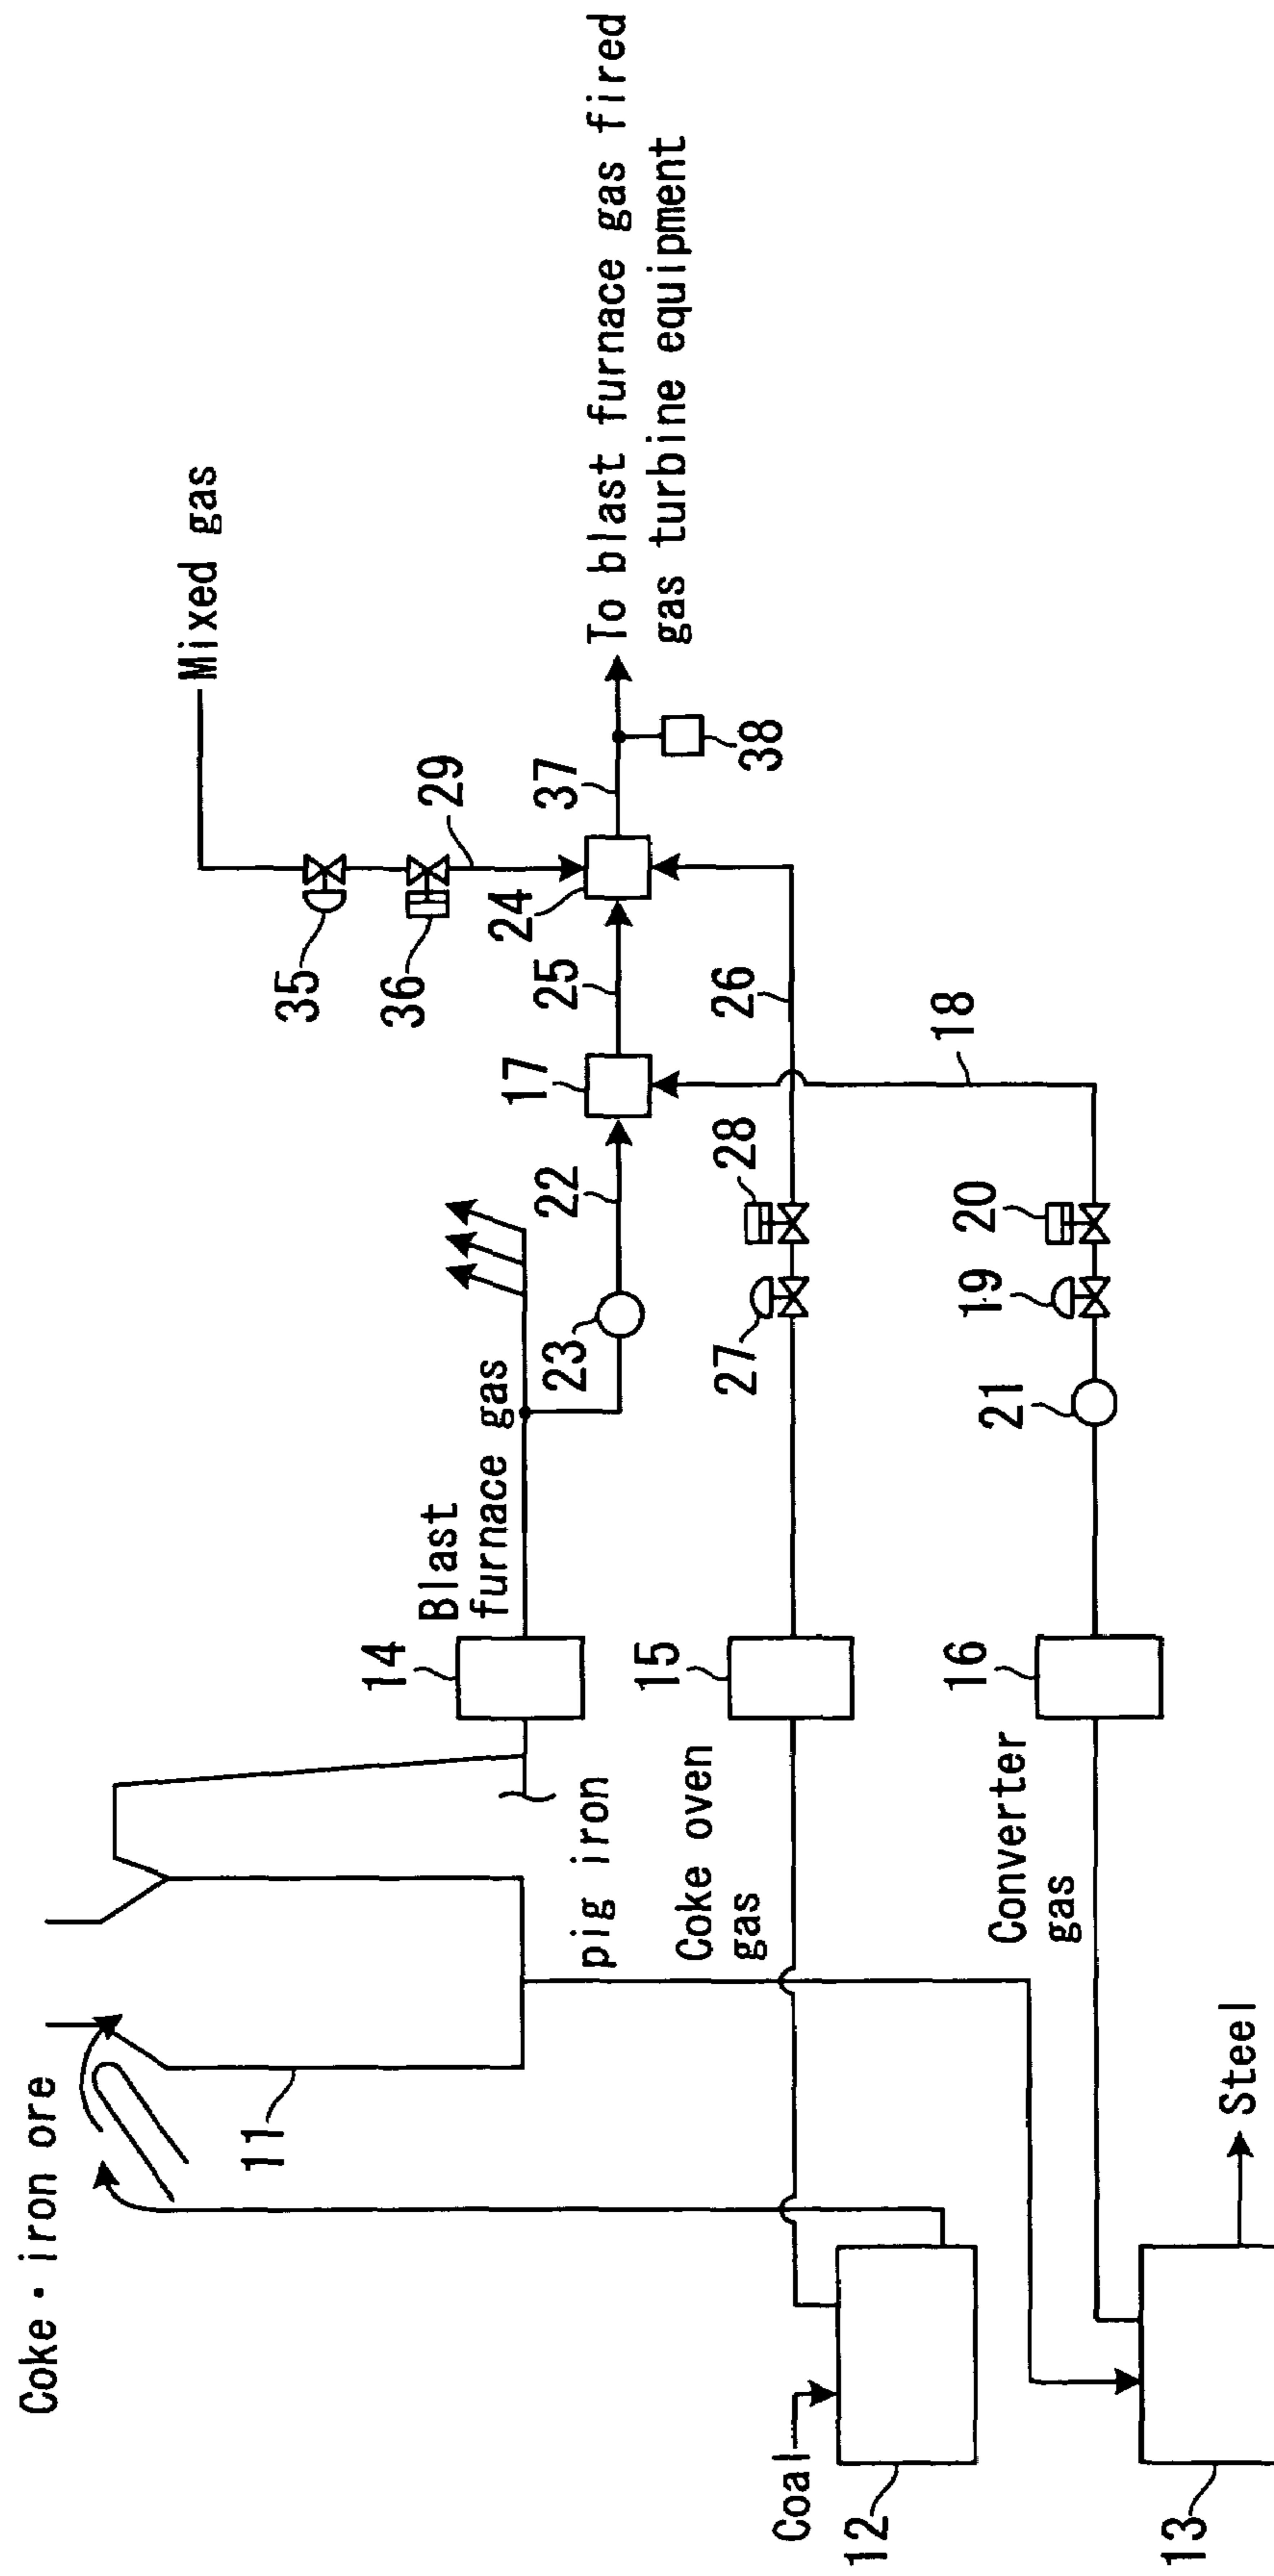 Coke・iron ore
11
Coal
12
13
Steel
pig iron
Coke oven
gas
Converter
gas
14
15
16
Blast
furnace gas
23
22
27
28
21
19
20
17
25
26
18
Mixed gas
35
36
29
24
37
38
To blast furnace gas fired
gas turbine equipment